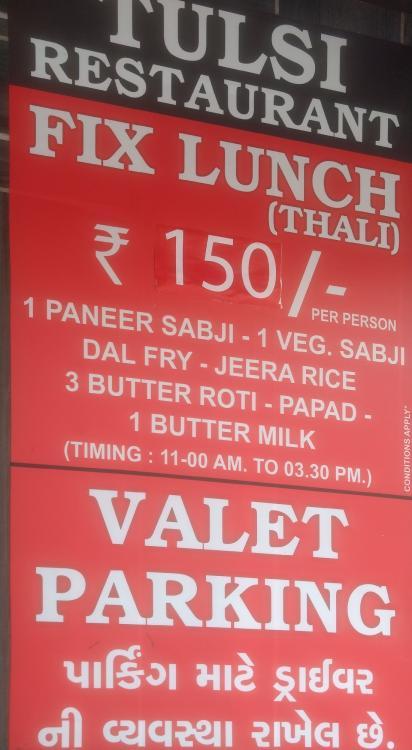 TULSI
RESTAURANT
FIX LUNCH
(THALI)
₹ 150/-
PER PERSON
1 PANEER SABJI - 1 VEG. SABJI
DAL FRY - JEERA RICE
3 BUTTER ROTI - PAPAD -
1 BUTTER MILK
(TIMING : 11-00 AM. TO 03.30 PM.)
CONDITIONS APPLY*
VALET
PARKING
પાર્કિંગ માટે ડ્રાઈવર
ની વ્યવસ્થા રાખેલ છે.